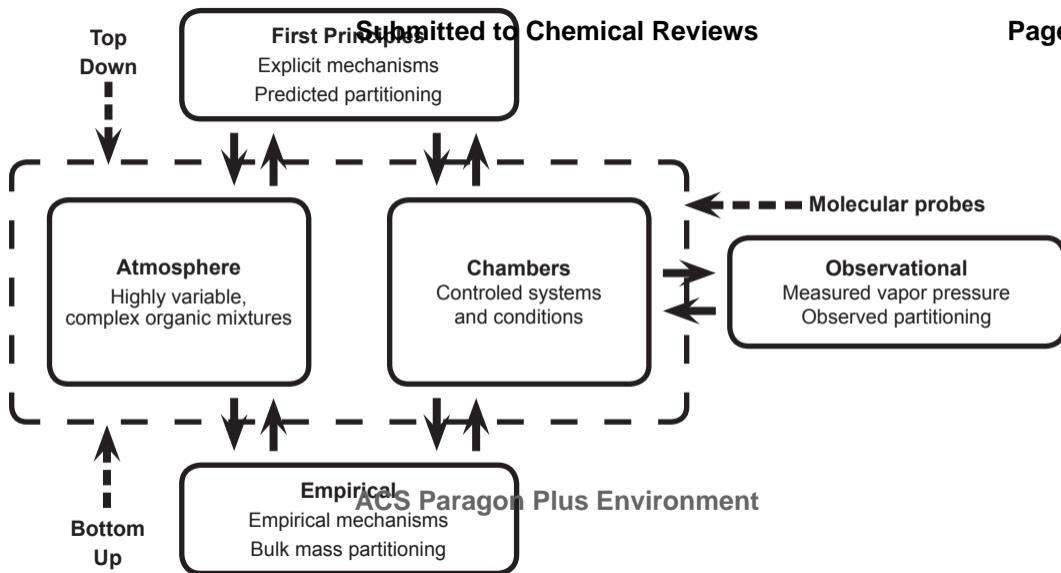 Submitted to Chemical Reviews
Page
Top
Down
First Principles
Explicit mechanisms
Predicted partitioning
Atmosphere
Highly variable,
complex organic mixtures
Chambers
Controled systems
and conditions
Molecular probes
Observational
Measured vapor pressure
Observed partitioning
Bottom
Up
Empirical
Empirical mechanisms
Bulk mass partitioning
ACS Paragon Plus Environment